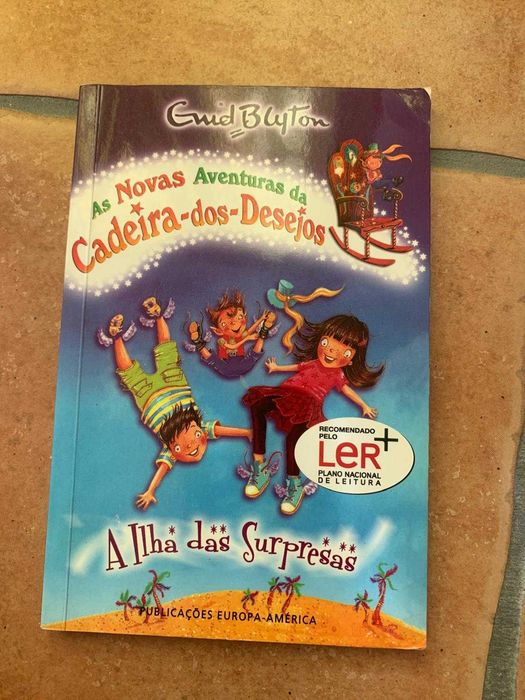 Enid Blyton
As Novas Aventuras da
Cadeira-dos-Desejos
RECOMENDADO
PELO
LeR+
PLANO NACIONAL
DE LEITURA
A Ilha das Surpresas
PUBLICAÇÕES EUROPA-AMÉRICA